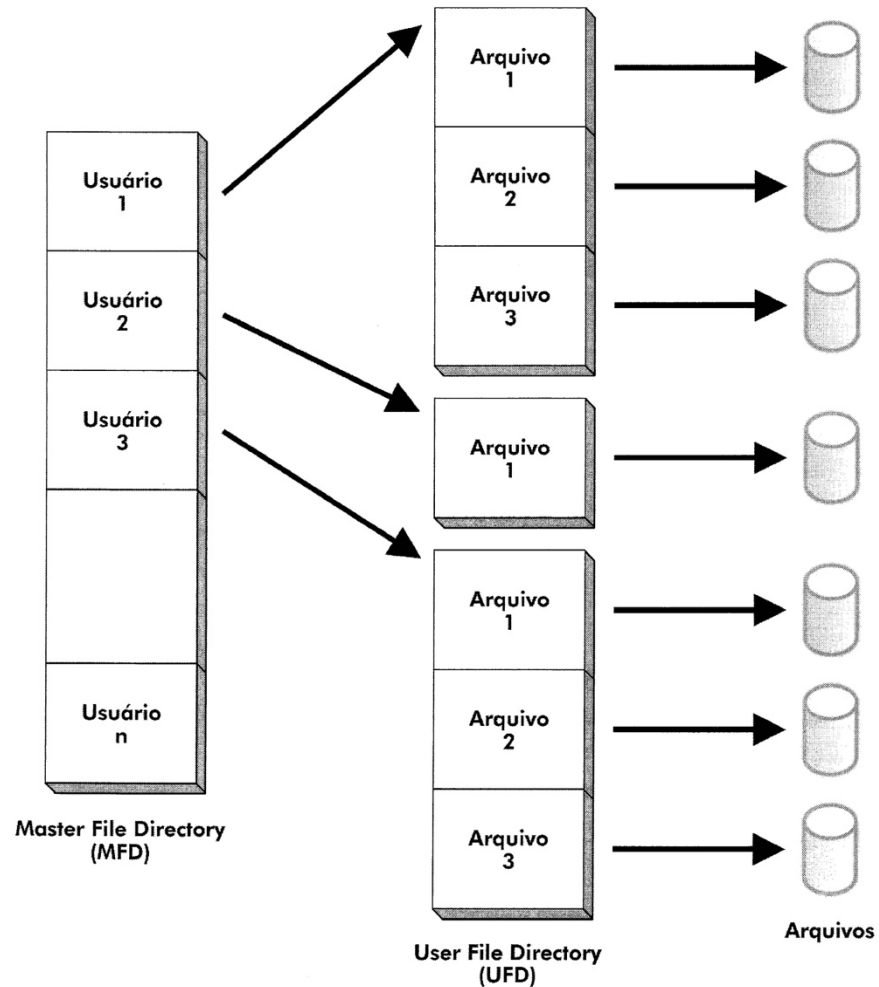 Usuário
1
Usuário
2
Usuário
3
Usuário
n
Master File Directory
(MFD)
Arquivo
1
Arquivo
2
Arquivo
3
Arquivo
1
Arquivo
1
Arquivo
2
Arquivo
3
User File Directory
(UFD)
Arquivos